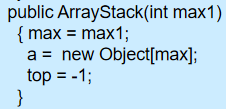 public ArrayStack(int max1)
{ max = max1;
a = new Object[max];
top = -1;
}